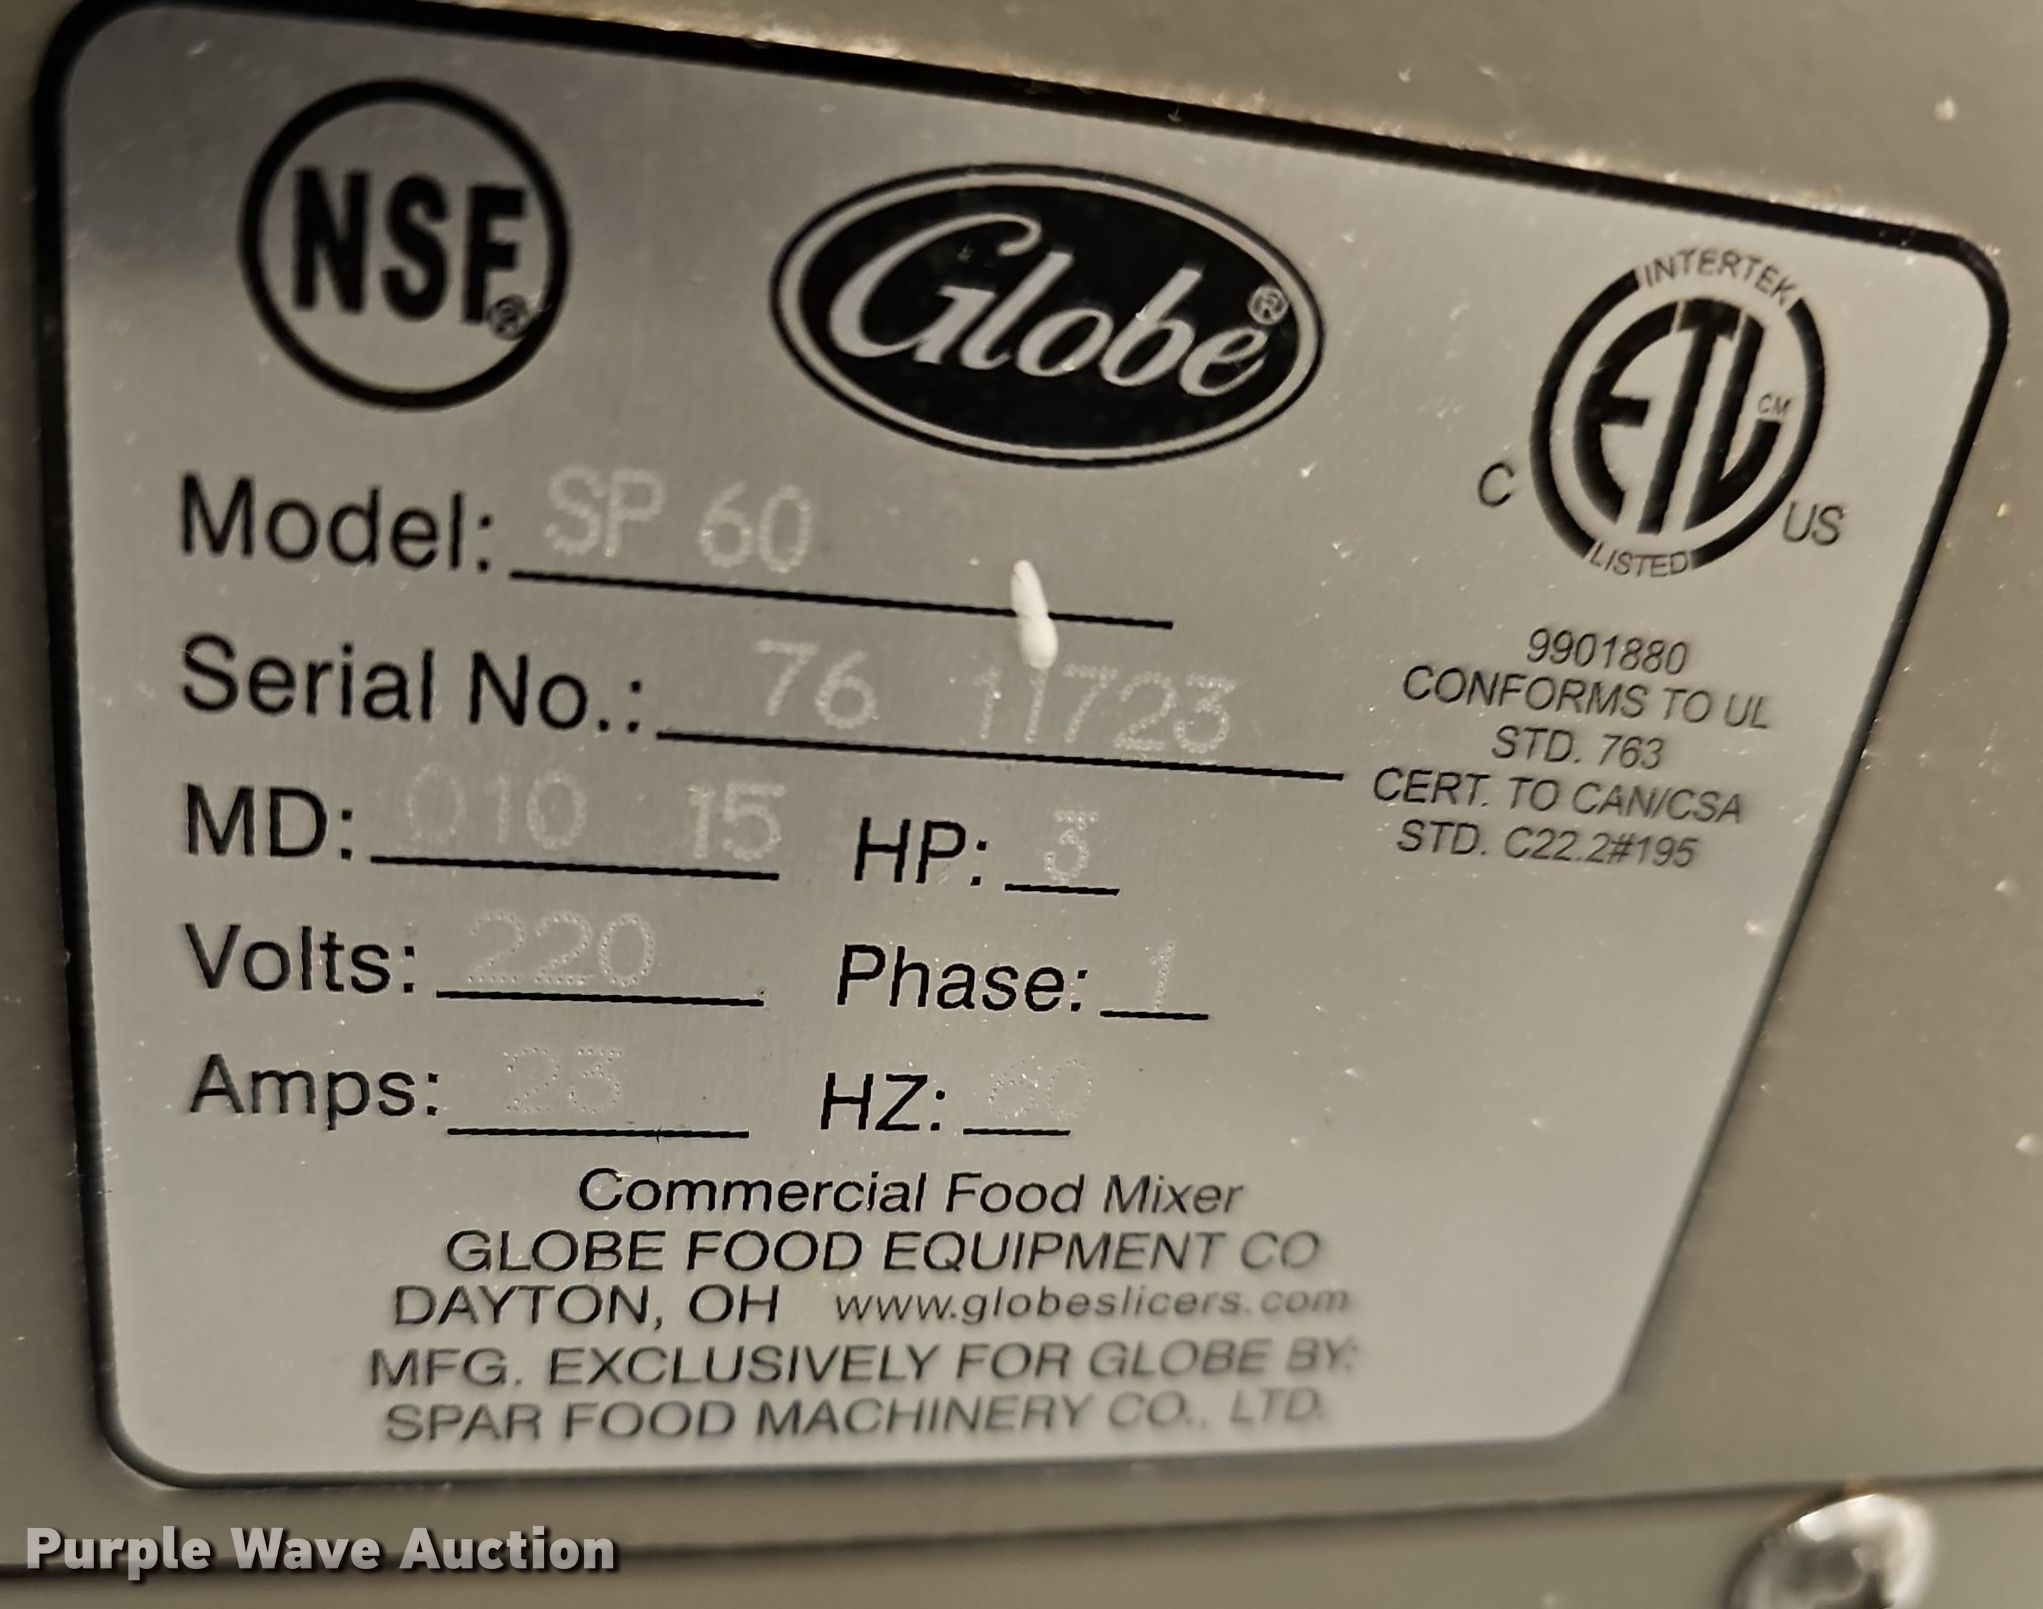 NSF®
Globe®
INTERTEK
ETL CM
C US
LISTED
Model: SP 60
Serial No.: 76 11723
9901880
CONFORMS TO UL
STD. 763
CERT. TO CAN/CSA
STD. C22.2#195
MD: 010 15 HP: 3
Volts: 220 Phase: 1
Amps: 23 HZ: 60
Commercial Food Mixer
GLOBE FOOD EQUIPMENT CO
DAYTON, OH www.globeslicers.com
MFG. EXCLUSIVELY FOR GLOBE BY:
SPAR FOOD MACHINERY CO., LTD.
Purple Wave Auction